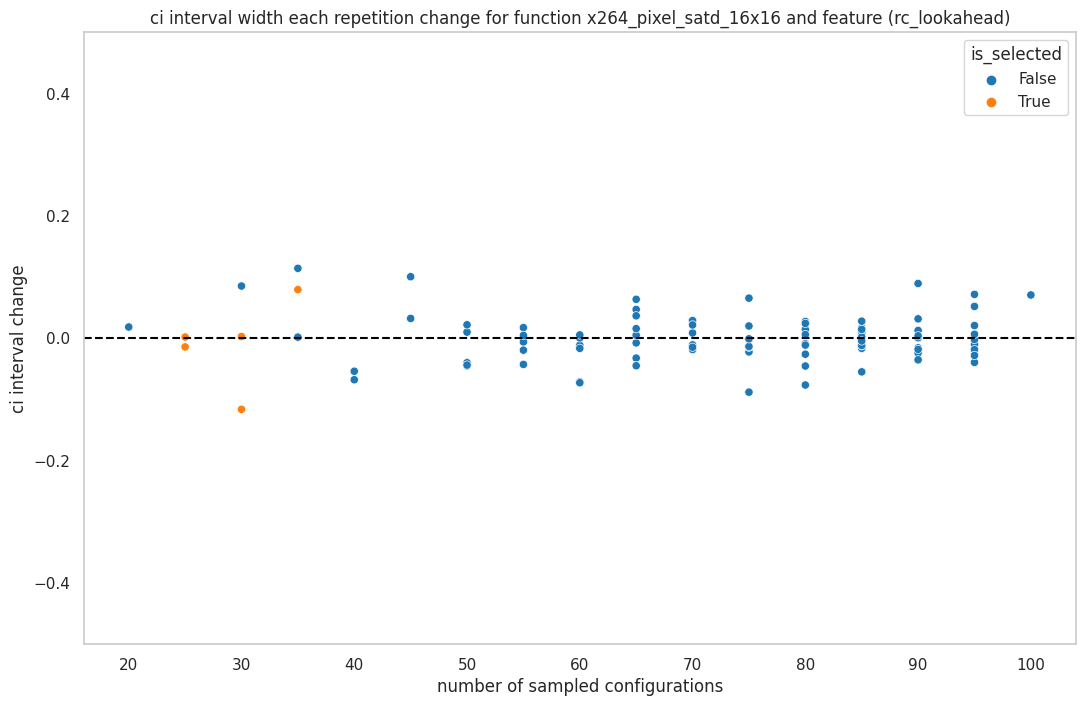 ci interval width each repetition change for function x264_pixel_satd_16x16 and feature (rc_lookahead)
is_selected
False
True
0.4
0.2
0.0
−0.2
−0.4
ci interval change
20 30 40 50 60 70 80 90 100
number of sampled configurations